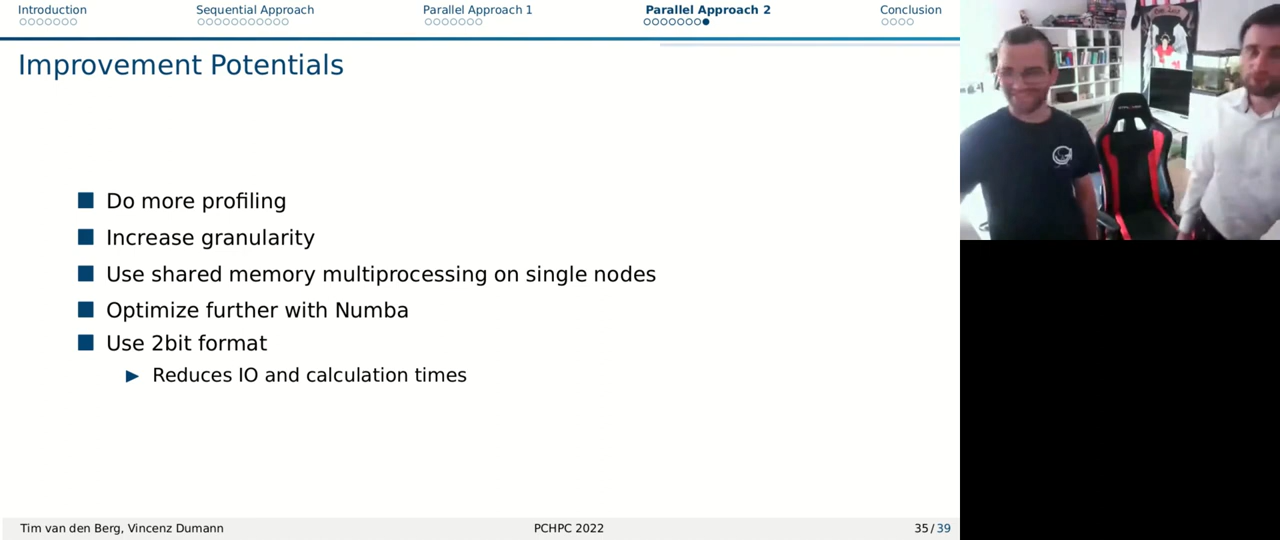 Introduction
Sequential Approach
Parallel Approach 1
Parallel Approach 2
Conclusion
Improvement Potentials
Do more profiling
Increase granularity
Use shared memory multiprocessing on single nodes
Optimize further with Numba
Use 2bit format
Reduces IO and calculation times
Tim van den Berg, Vincenz Dumann
PCHPC 2022
35/39